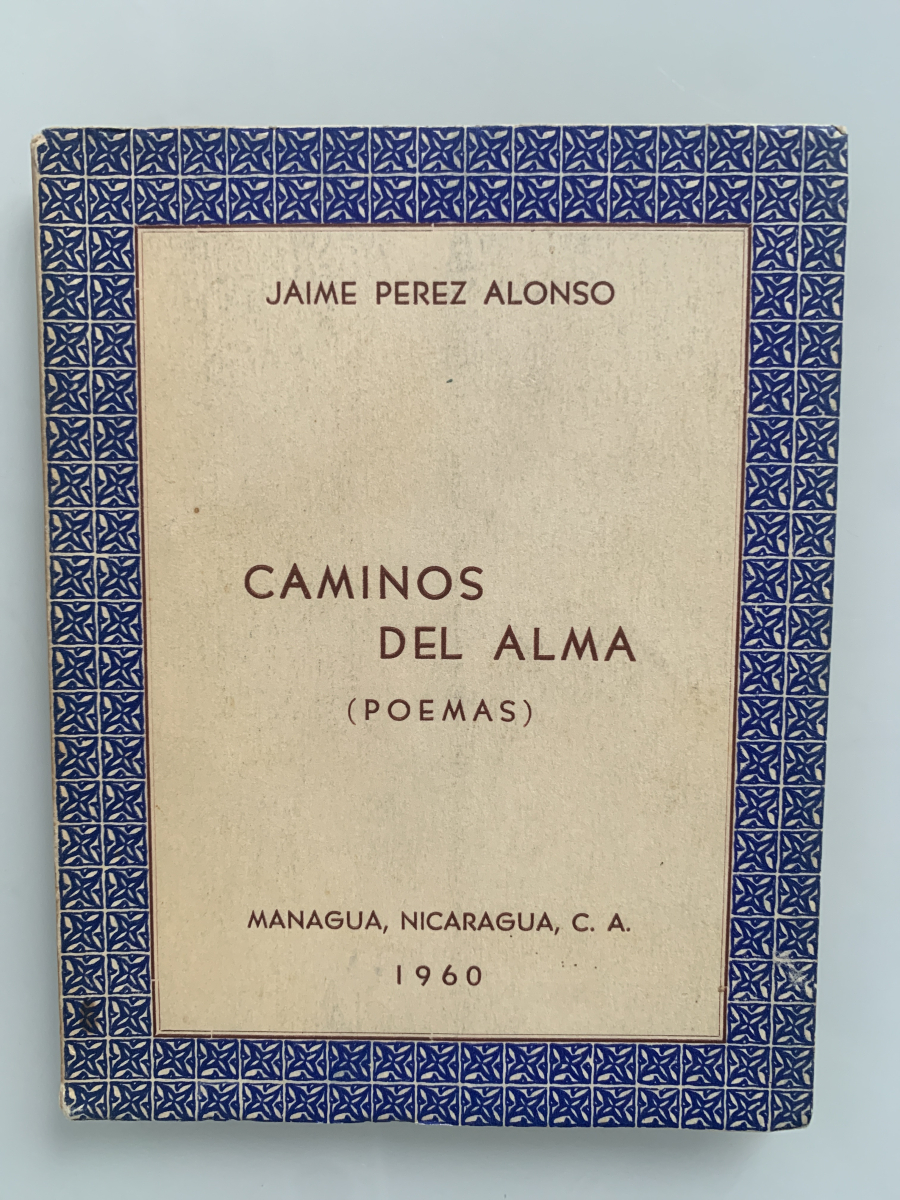 JAIME PEREZ ALONSO
CAMINOS
DEL ALMA
(POEMAS)
MANAGUA, NICARAGUA, C. A.
1960